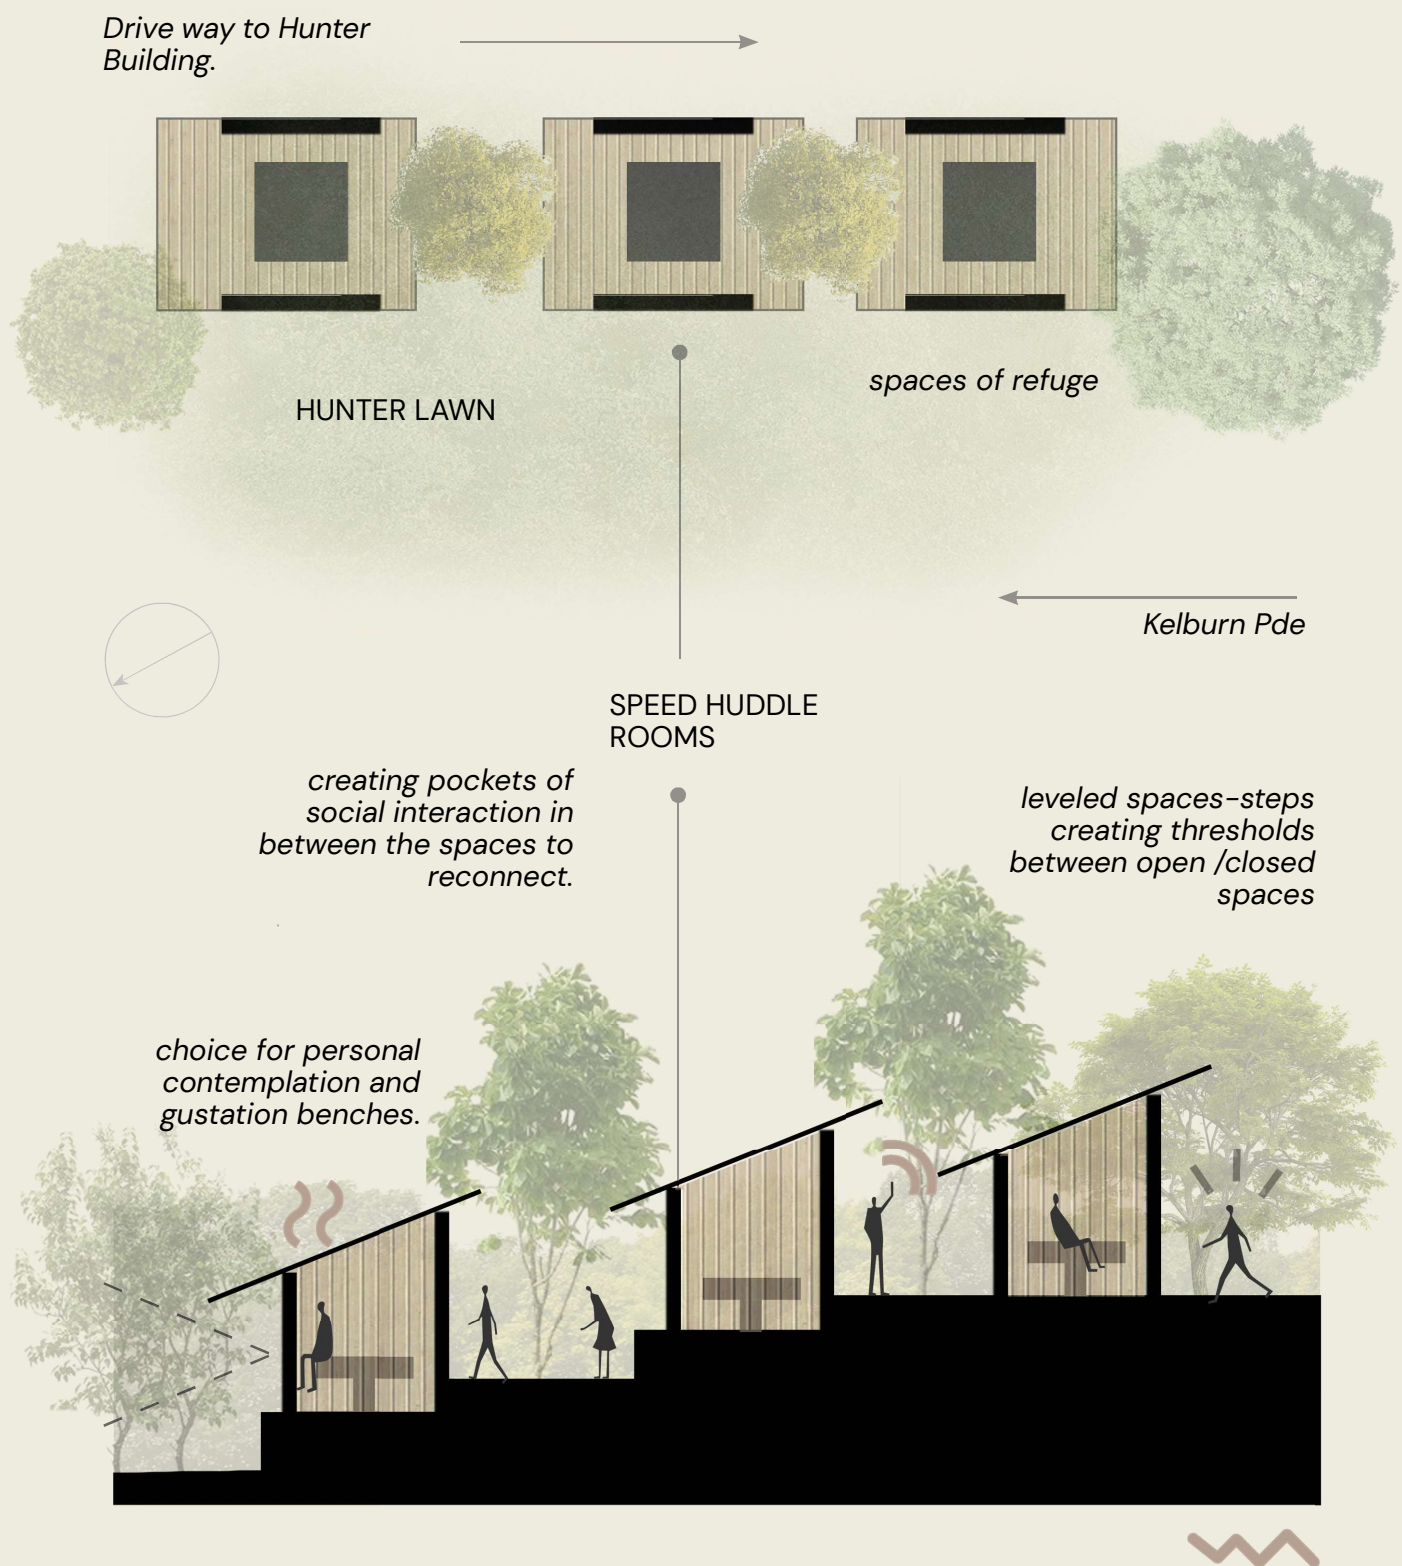 Drive way to Hunter
Building.
HUNTER LAWN
spaces of refuge
Kelburn Pde
SPEED HUDDLE
ROOMS
creating pockets of
social interaction in
between the spaces to
reconnect.
leveled spaces-steps
creating thresholds
between open /closed
spaces
choice for personal
contemplation and
gustation benches.